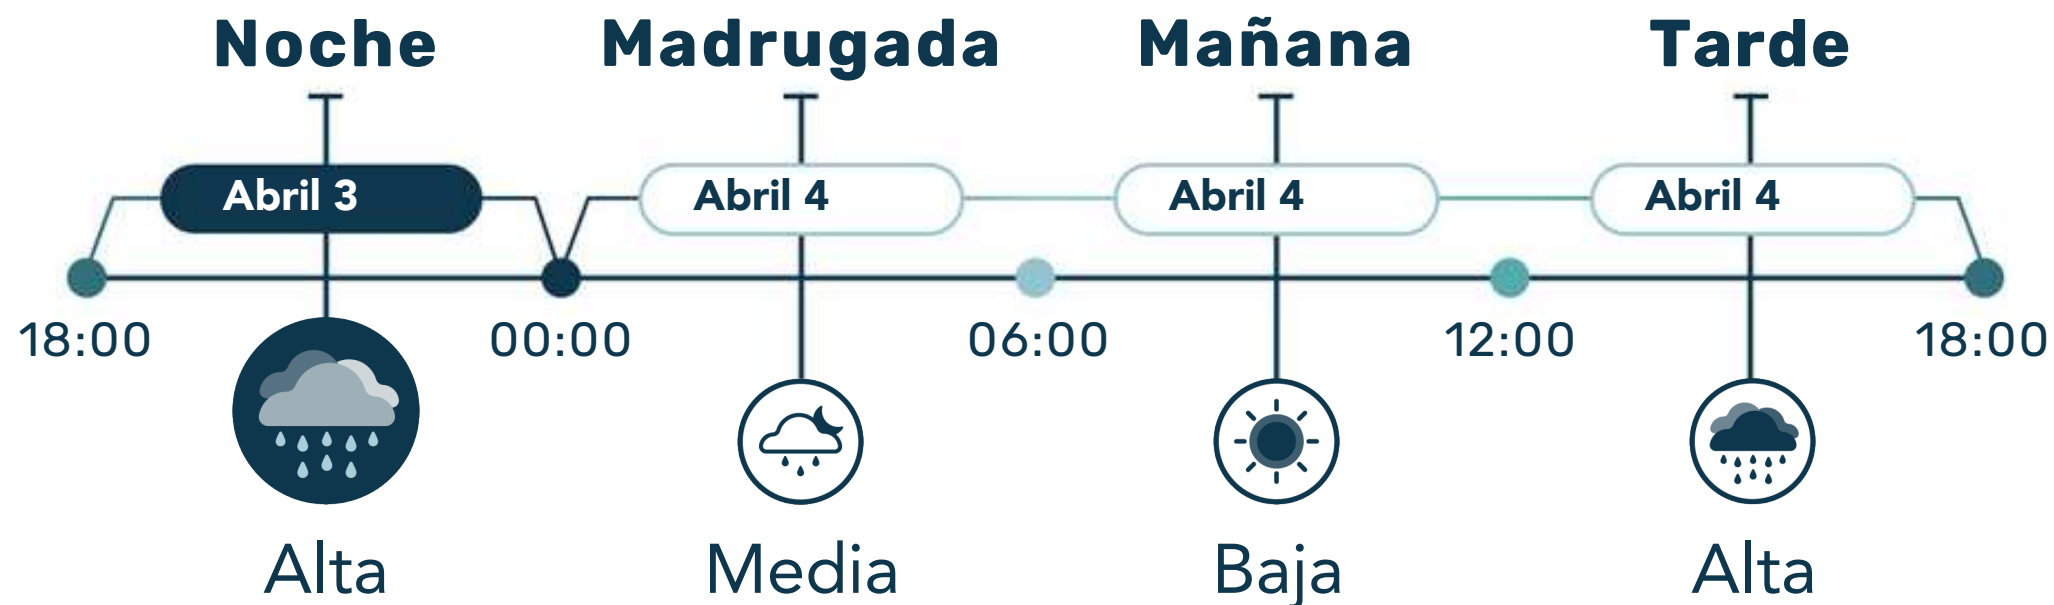 Noche Madrugada Mañana Tarde
Abril 3 Abril 4 Abril 4 Abril 4
18:00 00:00 06:00 12:00 18:00
Alta Media Baja Alta